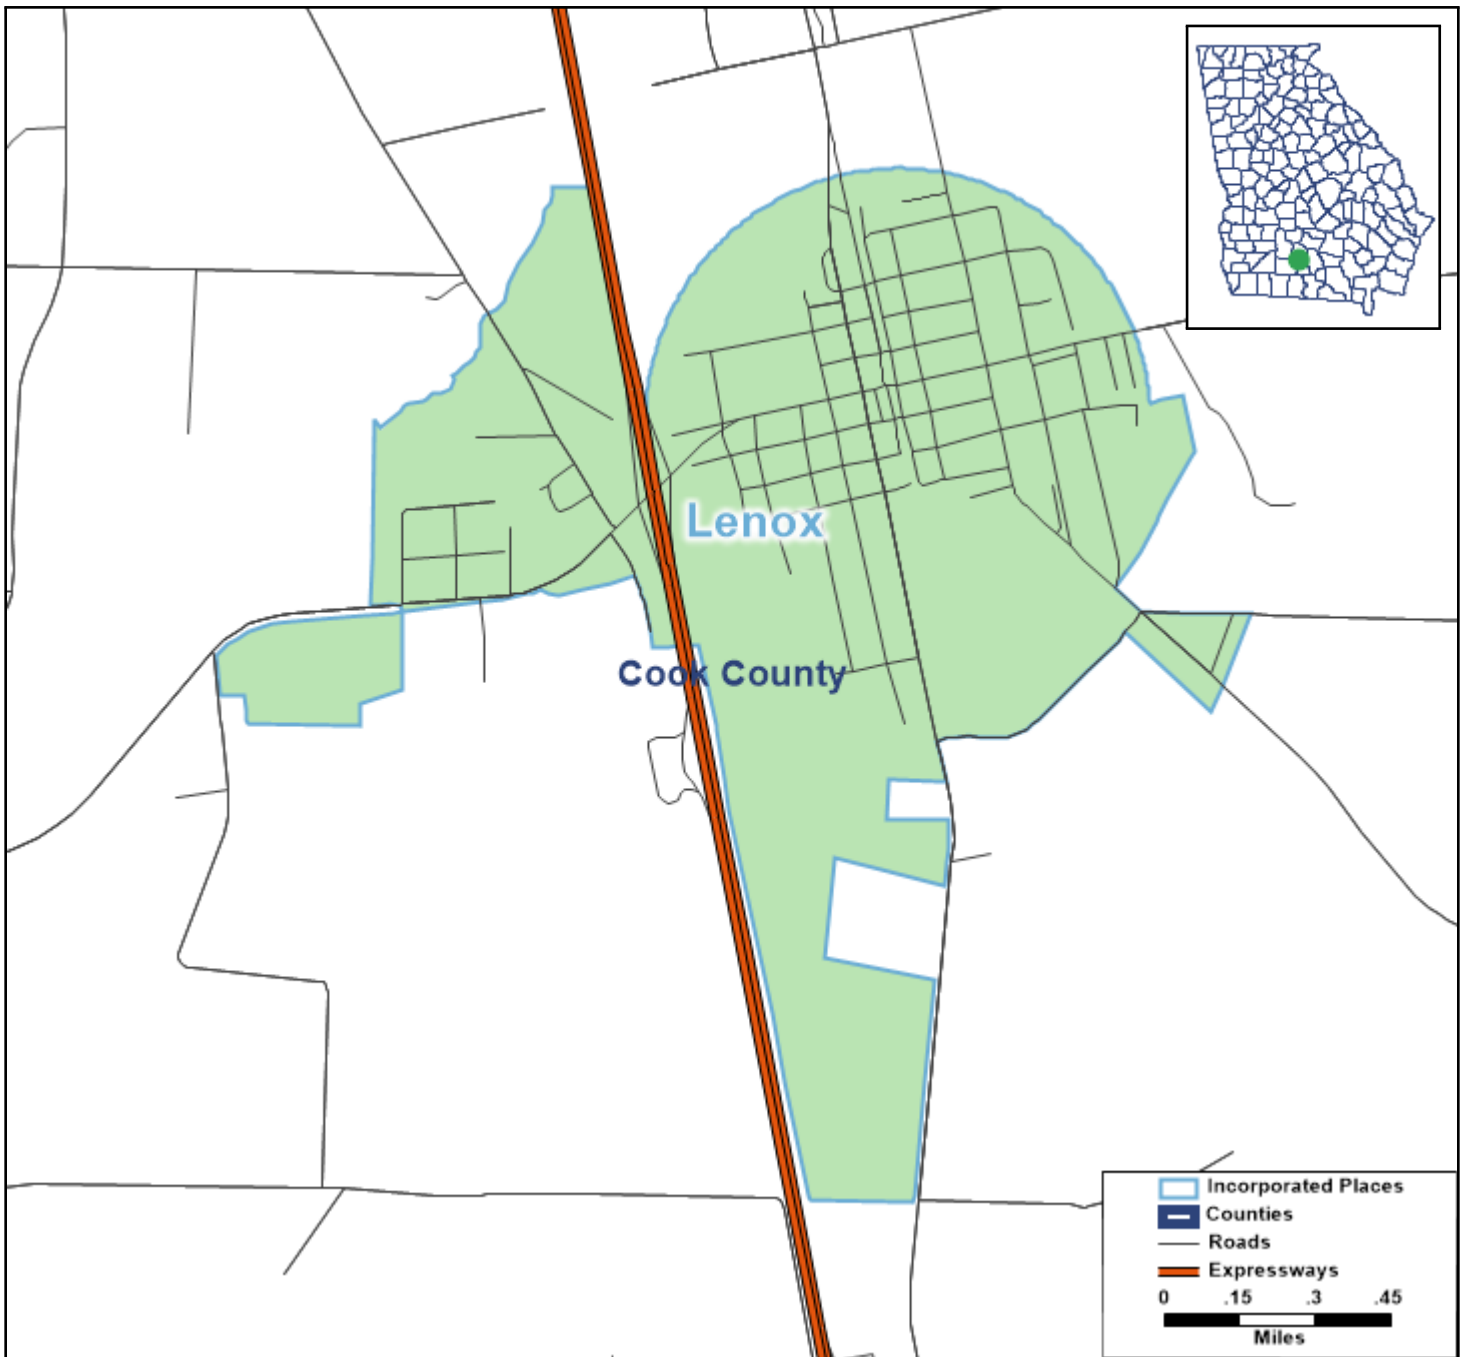 Lenox
Cook County
Incorporated Places
Counties
Roads
Expressways
0 .15 .3 .45
Miles